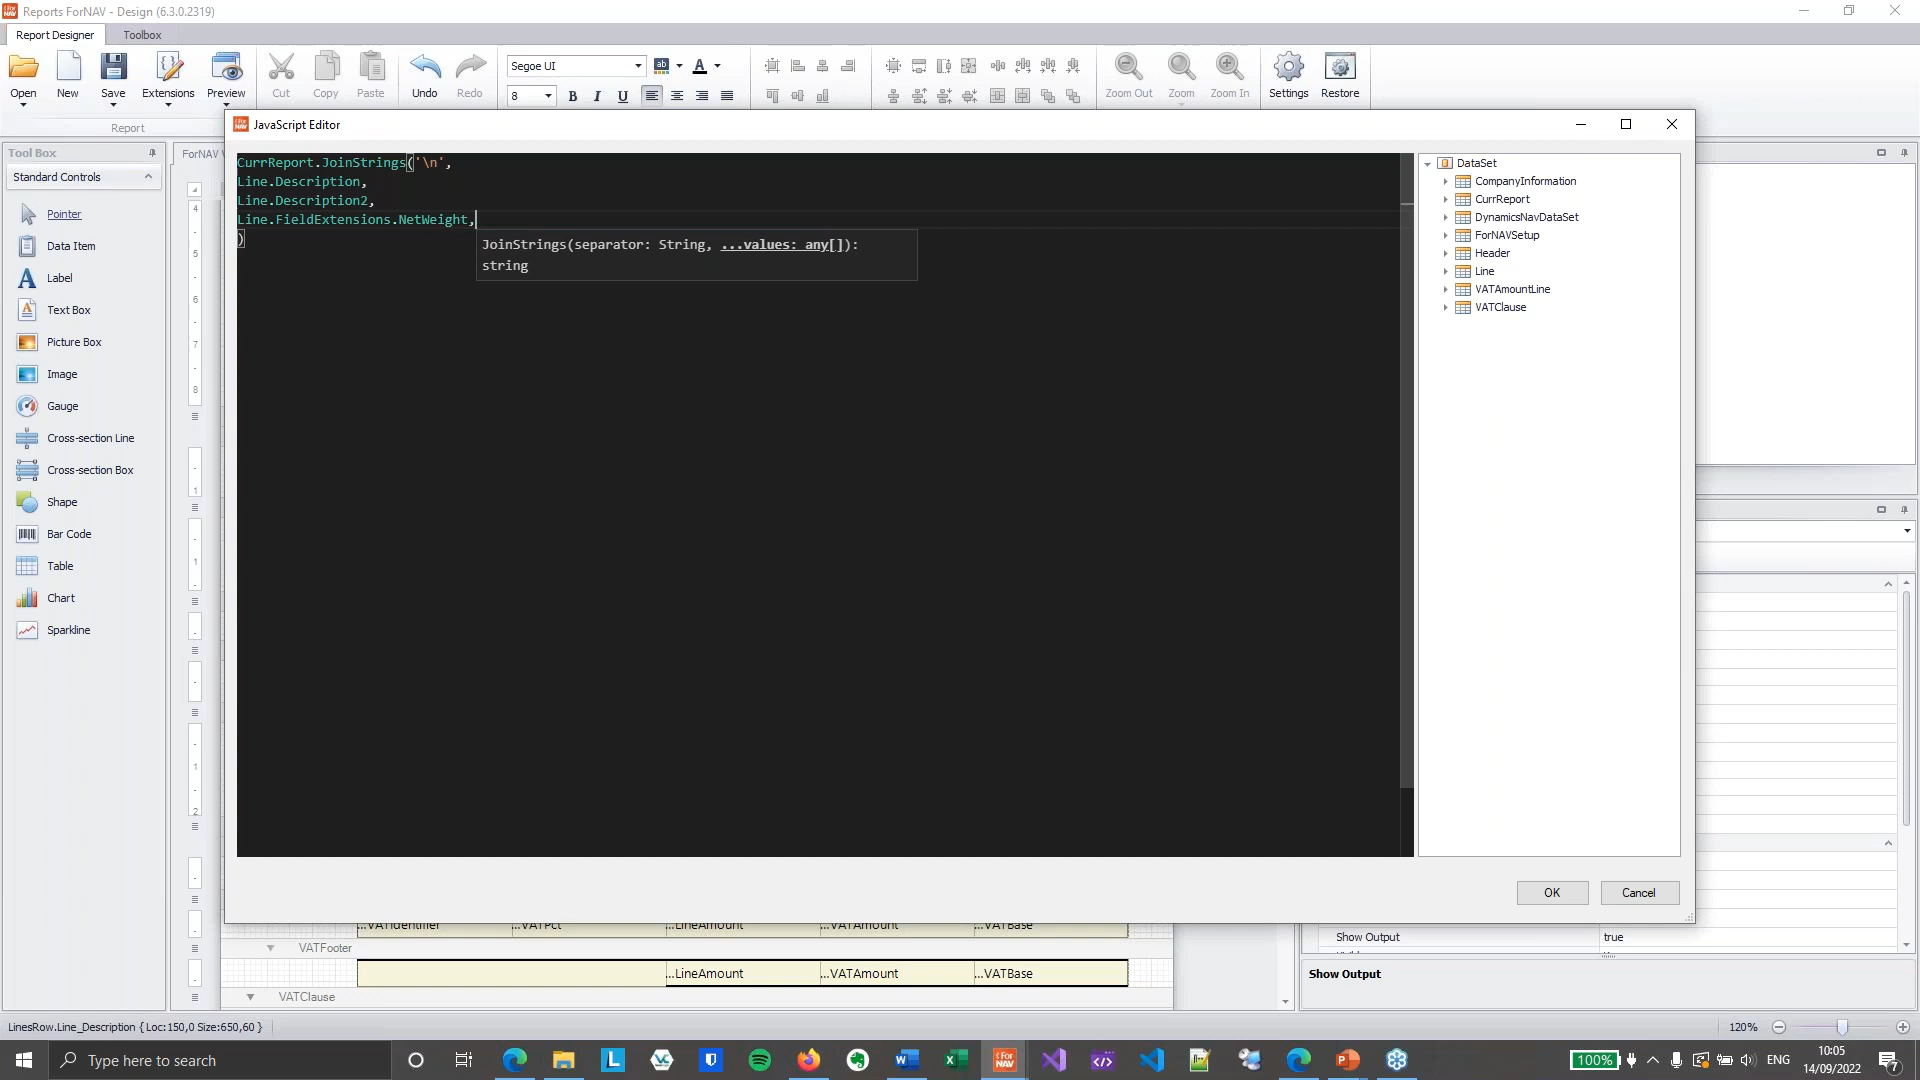 Reports ForNAV - Design (6.3.0.2319)
Report Designer
Toolbox
Open
New
Save
Extensions
Preview
Cut
Copy
Paste
Undo
Redo
Segoe UI
8
B
I
U
Zoom Out
Zoom
Zoom In
Settings
Restore
Report
JavaScript Editor
Tool Box
ForNAV
Standard Controls
Pointer
Data Item
Label
Text Box
Picture Box
Image
Gauge
Cross-section Line
Cross-section Box
Shape
Bar Code
Table
Chart
Sparkline
CurrReport.JoinStrings('\n',
Line.Description,
Line.Description2,
Line.FieldExtensions.NetWeight,
)
JoinStrings(separator: String, ...values: any[]):
string
DataSet
CompanyInformation
CurrReport
DynamicsNavDataSet
ForNAVSetup
Header
Line
VATAmountLine
VATClause
OK
Cancel
...VATIdentifier
...VATPct
...LineAmount
...VATAmount
...VATBase
VATFooter
...LineAmount
...VATAmount
...VATBase
VATClause
Show Output
true
Show Output
LinesRow.Line_Description { Loc:150,0 Size:650,60 }
120%
Type here to search
100%
ENG
10:05
14/09/2022
7